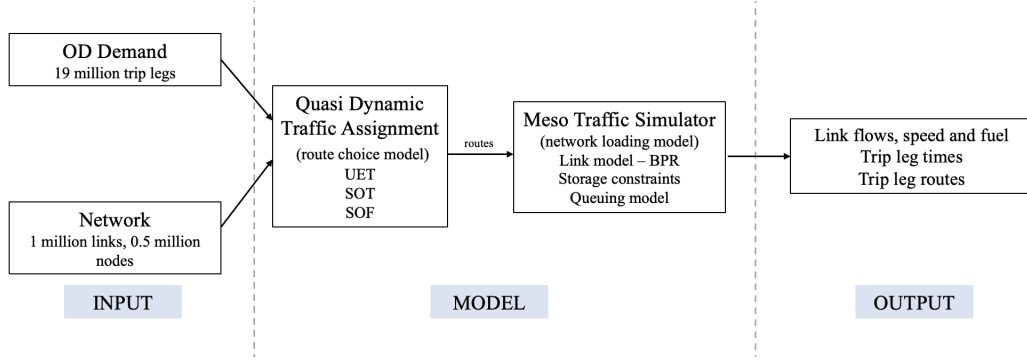 OD Demand
19 million trip legs
Network
1 million links, 0.5 million
nodes
INPUT
Quasi Dynamic
Traffic Assignment
(route choice model)
UET
SOT
SOF
routes
Meso Traffic Simulator
(network loading model)
Link model – BPR
Storage constraints
Queuing model
MODEL
Link flows, speed and fuel
Trip leg times
Trip leg routes
OUTPUT